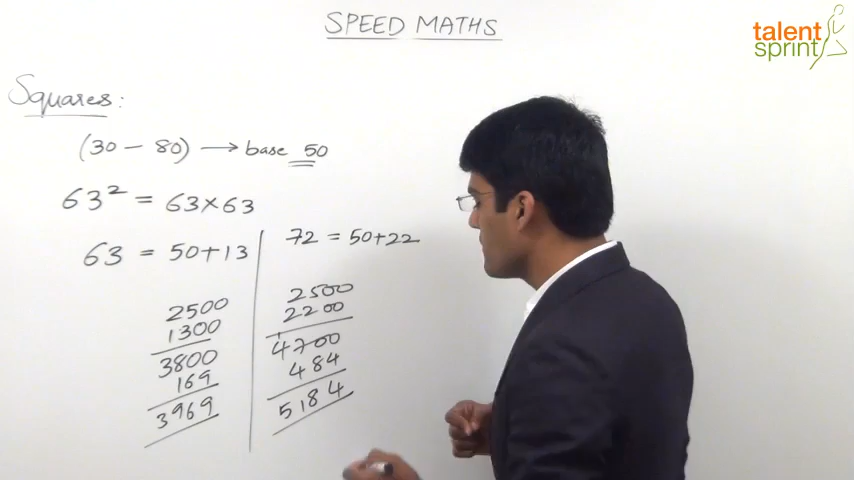 SPEED MATHS
talent
sprint
Squares:
(30 - 80) → base 50
63² = 63×63
63 = 50+13
2500
1300
3800
169
3969
72 = 50+22
2500
2200
4700
484
5184